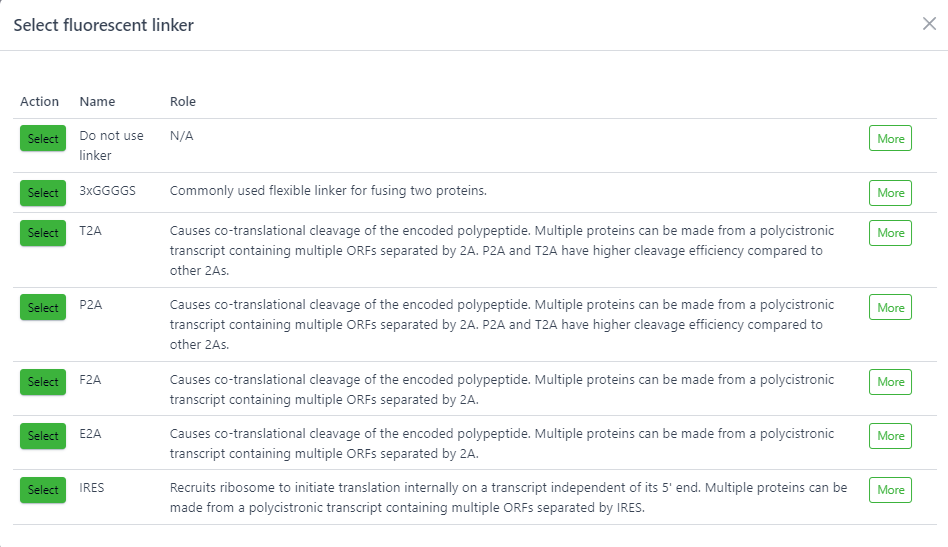 Select fluorescent linker
Action Name Role
Select Do not use N/A More
linker
Select 3xGGGGS Commonly used flexible linker for fusing two proteins. More
Select T2A Causes co-translational cleavage of the encoded polypeptide. Multiple proteins can be made from a polycistronic More
transcript containing multiple ORFs separated by 2A. P2A and T2A have higher cleavage efficiency compared to
other 2As.
Select P2A Causes co-translational cleavage of the encoded polypeptide. Multiple proteins can be made from a polycistronic More
transcript containing multiple ORFs separated by 2A. P2A and T2A have higher cleavage efficiency compared to
other 2As.
Select F2A Causes co-translational cleavage of the encoded polypeptide. Multiple proteins can be made from a polycistronic More
transcript containing multiple ORFs separated by 2A.
Select E2A Causes co-translational cleavage of the encoded polypeptide. Multiple proteins can be made from a polycistronic More
transcript containing multiple ORFs separated by 2A.
Select IRES Recruits ribosome to initiate translation internally on a transcript independent of its 5' end. Multiple proteins can be More
made from a polycistronic transcript containing multiple ORFs separated by IRES.